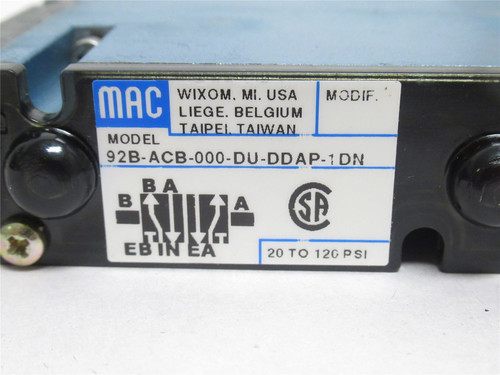 MAC
WIXOM, MI. USA
LIEGE. BELGIUM
TAIPEI, TAIWAN
MODIF.
MODEL
92B-ACB-000-DU-DDAP-1DN
B A
B A
EB IN EA
SA
20 TO 120 PSI